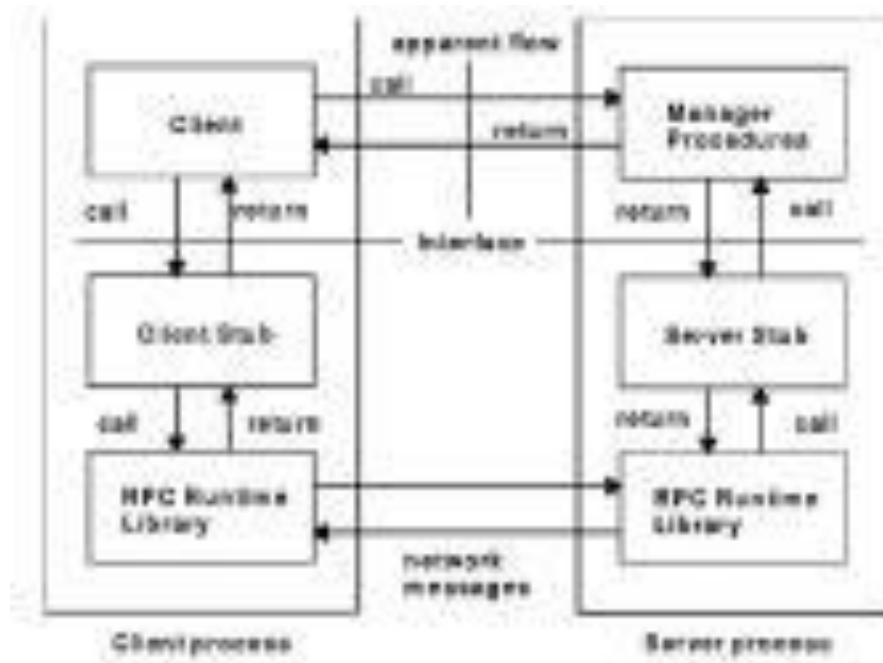 apparent flow
call
Client
Manager
Procedures
return
call
return
return
call
Interface
Client Stub
Server Stub
call
return
return
call
RPC Runtime
Library
RPC Runtime
Library
network
messages
Client process
Server process